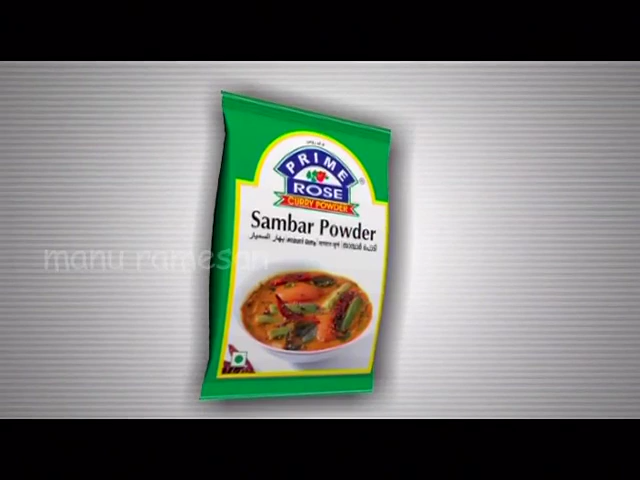 PRIME
ROSE
CURRY POWDER
Sambar Powder
manu ramesan